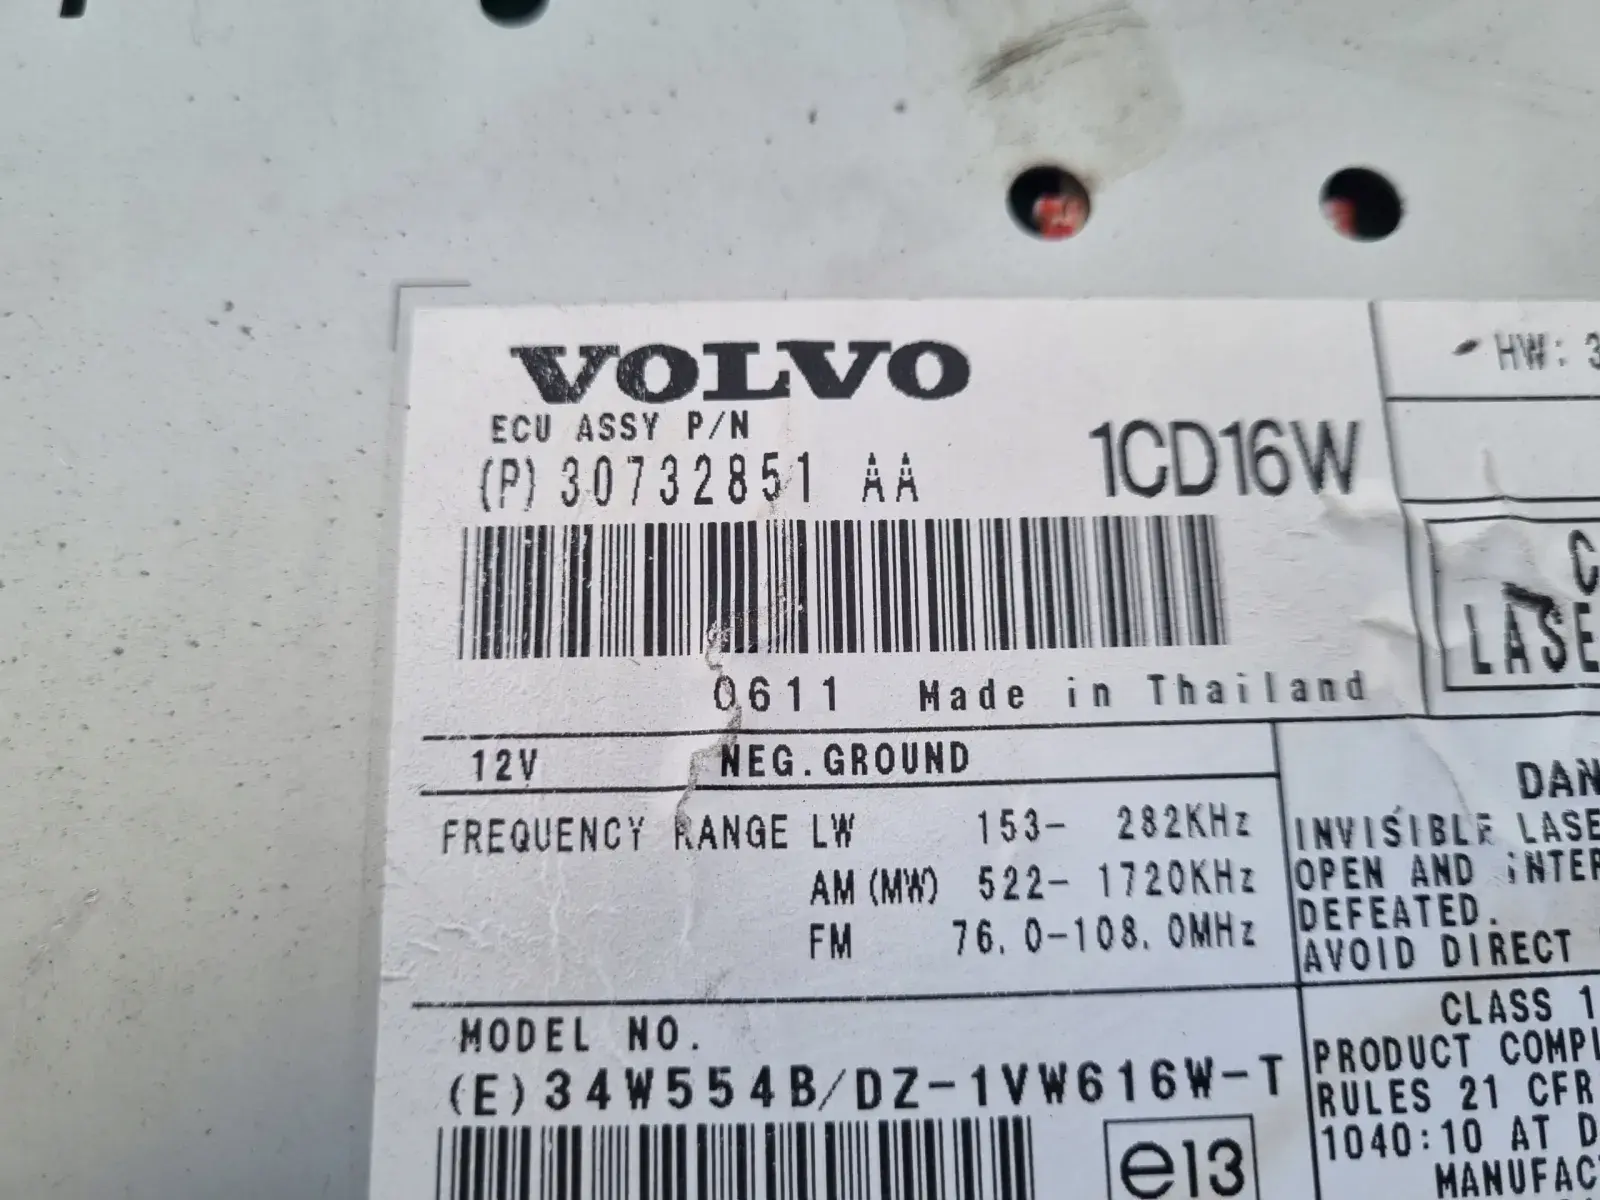 VOLVO
ECU ASSY P/N
(P) 30732851 AA
1CD16W
HW: 3
LASE
0611 Made in Thailand
12V NEG.GROUND
FREQUENCY RANGE LW 153- 282KHz
AM (MW) 522- 1720KHz
FM 76.0-108.0MHz
DAN
INVISIBLE LASE
OPEN AND INTER
DEFEATED.
AVOID DIRECT
MODEL NO.
(E) 34W554B/DZ-1VW616W-T
e13
CLASS 1
PRODUCT COMPL
RULES 21 CFR
1040:10 AT D
MANUFAC